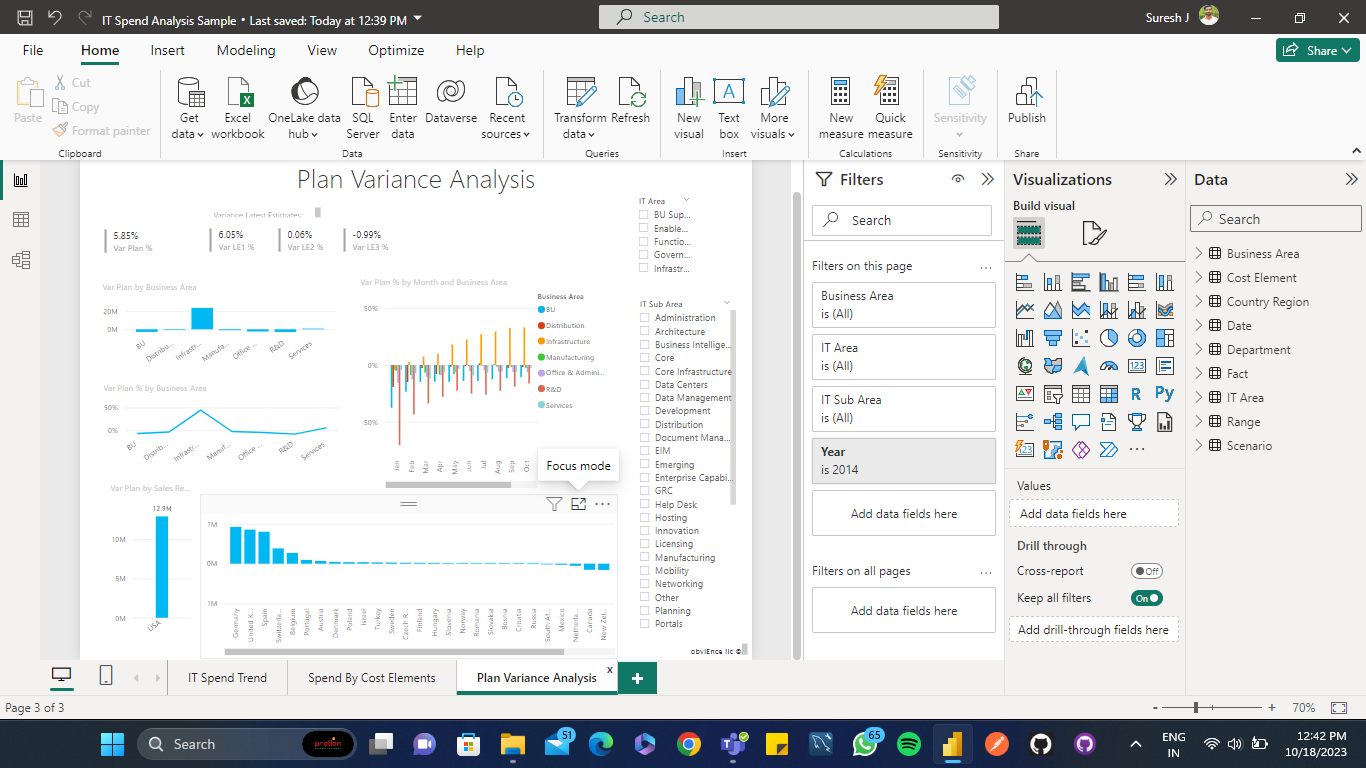 IT Spend Analysis Sample • Last saved: Today at 12:39 PM
Search
Suresh J
File
Home
Insert
Modeling
View
Optimize
Help
Share
Paste
Cut
Copy
Format painter
Clipboard
Get data
Excel workbook
OneLake data hub
SQL Server
Enter data
Dataverse
Recent sources
Data
Transform data
Refresh
Queries
New visual
Text box
More visuals
Insert
New measure
Quick measure
Calculations
Sensitivity
Sensitivity
Publish
Share
Plan Variance Analysis
Variance Latest Estimates:
5.85%
Var Plan %
6.05%
Var LE1 %
0.06%
Var LE2 %
-0.99%
Var LE3 %
Var Plan by Business Area
20M
0M
BU
Distribu...
Infrastr...
Manufa...
Office ...
R&D
Services
Var Plan % by Business Area
50%
0%
BU
Distrib...
Infrastr...
Manuf...
Office ...
R&D
Services
Var Plan by Sales Re...
12.9M
10M
5M
0M
USA
Var Plan % by Month and Business Area
50%
0%
50%
Jan
Feb
Mar
Apr
May
Jun
Jul
Aug
Sep
Oct
Business Area
BU
Distribution
Infrastructure
Manufacturing
Office & Admini...
R&D
Services
Focus mode
1M
0M
-1M
Germany
United K...
Spain
Switzerla...
Belgium
Portugal
Austria
Denmark
Poland
Israel
Turkey
Sweden
Czech R...
Finland
Hungary
Slovenia
Norway
Romania
Slovakia
Bosnia
Croatia
Russia
South Af...
Mexico
Netherla...
Canada
New Zel...
IT Area
BU Sup...
Enable...
Functio...
Govern...
Infrastr...
IT Sub Area
Administration
Architecture
Business Intellige...
Core
Core Infrastructure
Data Centers
Data Management
Development
Distribution
Document Mana...
EIM
Emerging
Enterprise Capabi...
GRC
Help Desk
Hosting
Innovation
Licensing
Manufacturing
Mobility
Networking
Other
Planning
Portals
obviEnce llc ©
Filters
Search
Filters on this page
Business Area
is (All)
IT Area
is (All)
IT Sub Area
is (All)
Year
is 2014
Add data fields here
Filters on all pages
Add data fields here
Visualizations
Build visual
123
R
Py
123
Values
Add data fields here
Drill through
Cross-report
Off
Keep all filters
On
Add drill-through fields here
Data
Search
Business Area
Cost Element
Country Region
Date
Department
Fact
IT Area
Range
Scenario
IT Spend Trend
Spend By Cost Elements
Plan Variance Analysis
x
Page 3 of 3
- + 70%
Search
protion
51
65
ENG
IN
12:42 PM
10/18/2023